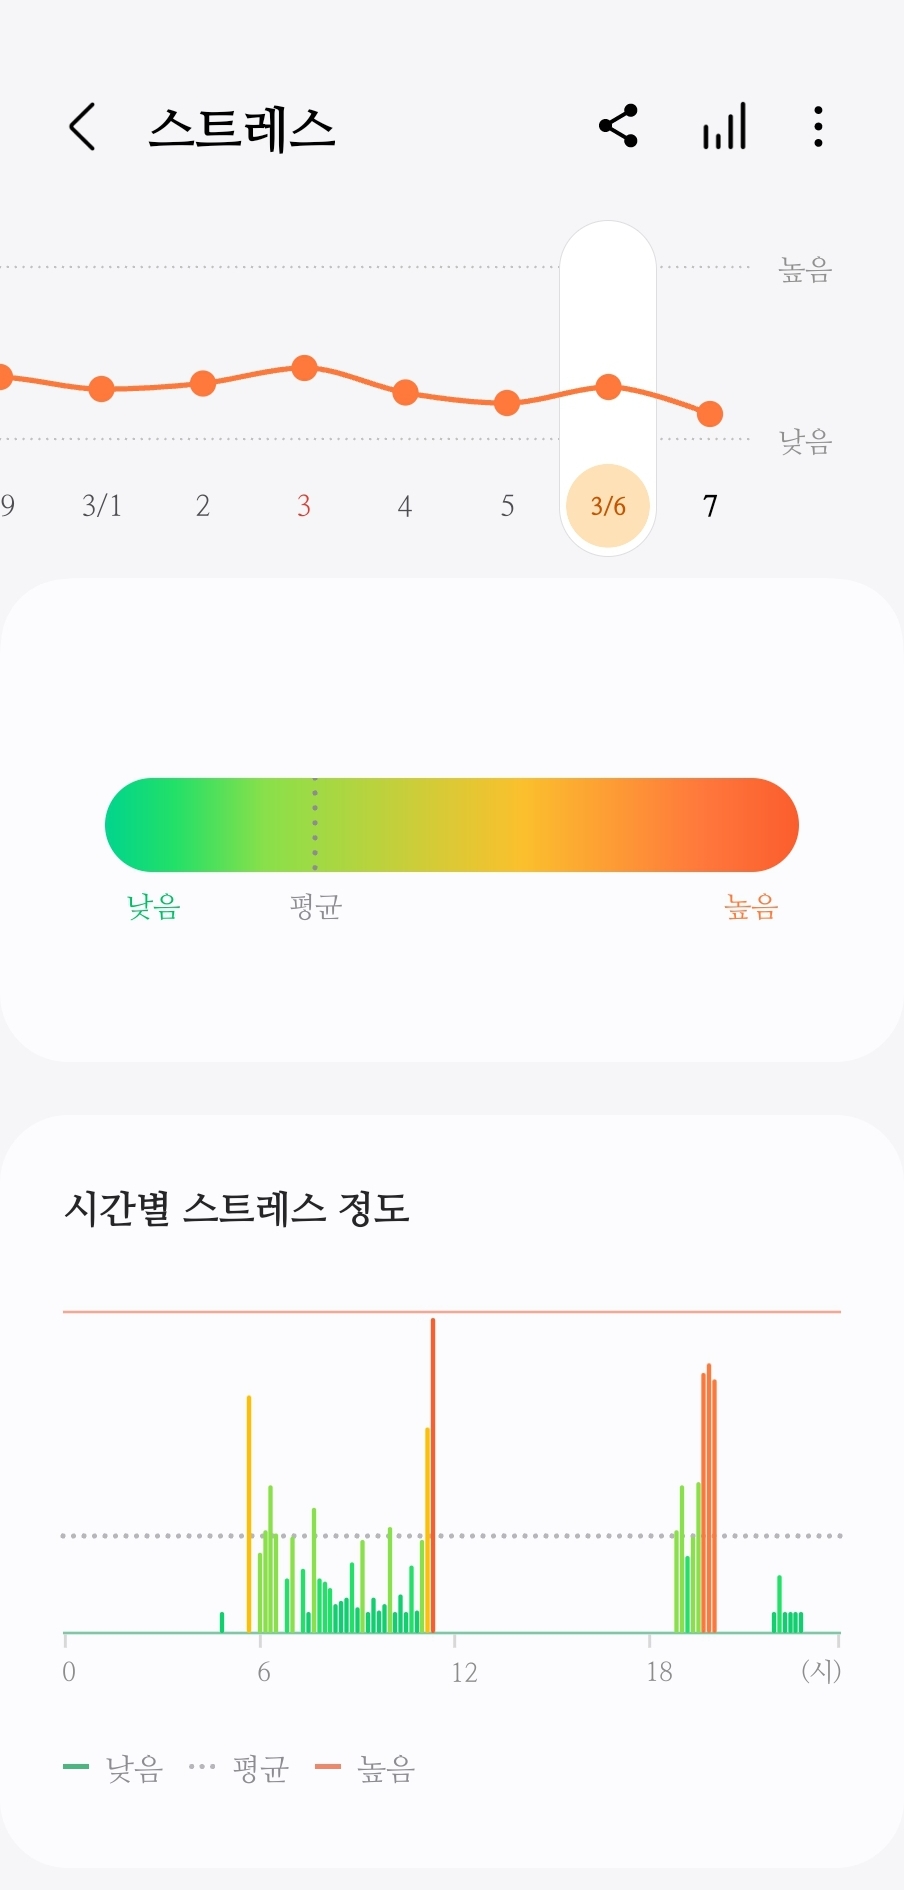 스트레스
높음
낮음
9 3/1 2 3 4 5 3/6 7
낮음 평균 높음
시간별 스트레스 정도
0 6 12 18 (시)
낮음 평균 높음